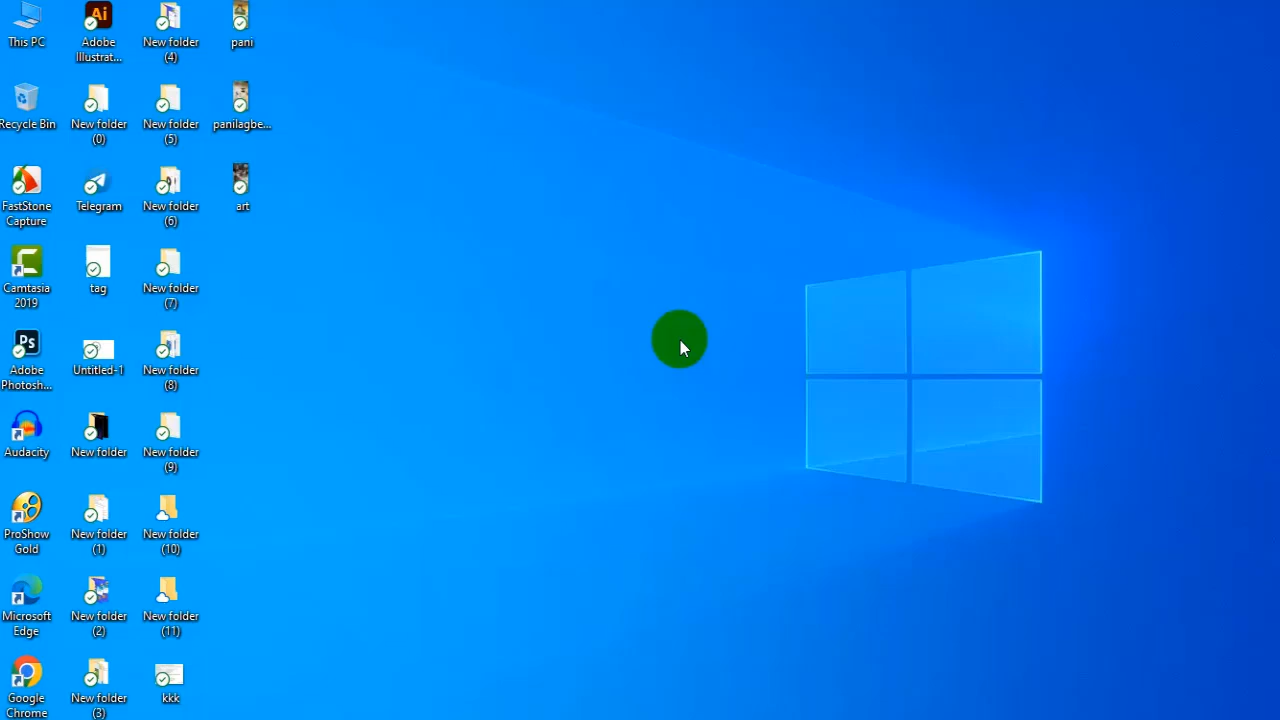 This PC
Recycle Bin
FastStone
Capture
Camtasia
2019
Ps
Adobe
Photosh...
Audacity
ProShow
Gold
Microsoft
Edge
Google
Chrome
Ai
Adobe
Illustrat...
New folder
(0)
Telegram
tag
Untitled-1
New folder
New folder
(1)
New folder
(2)
New folder
(3)
New folder
(4)
New folder
(5)
New folder
(6)
New folder
(7)
New folder
(8)
New folder
(9)
New folder
(10)
New folder
(11)
kkk
pani
panilagbe...
art